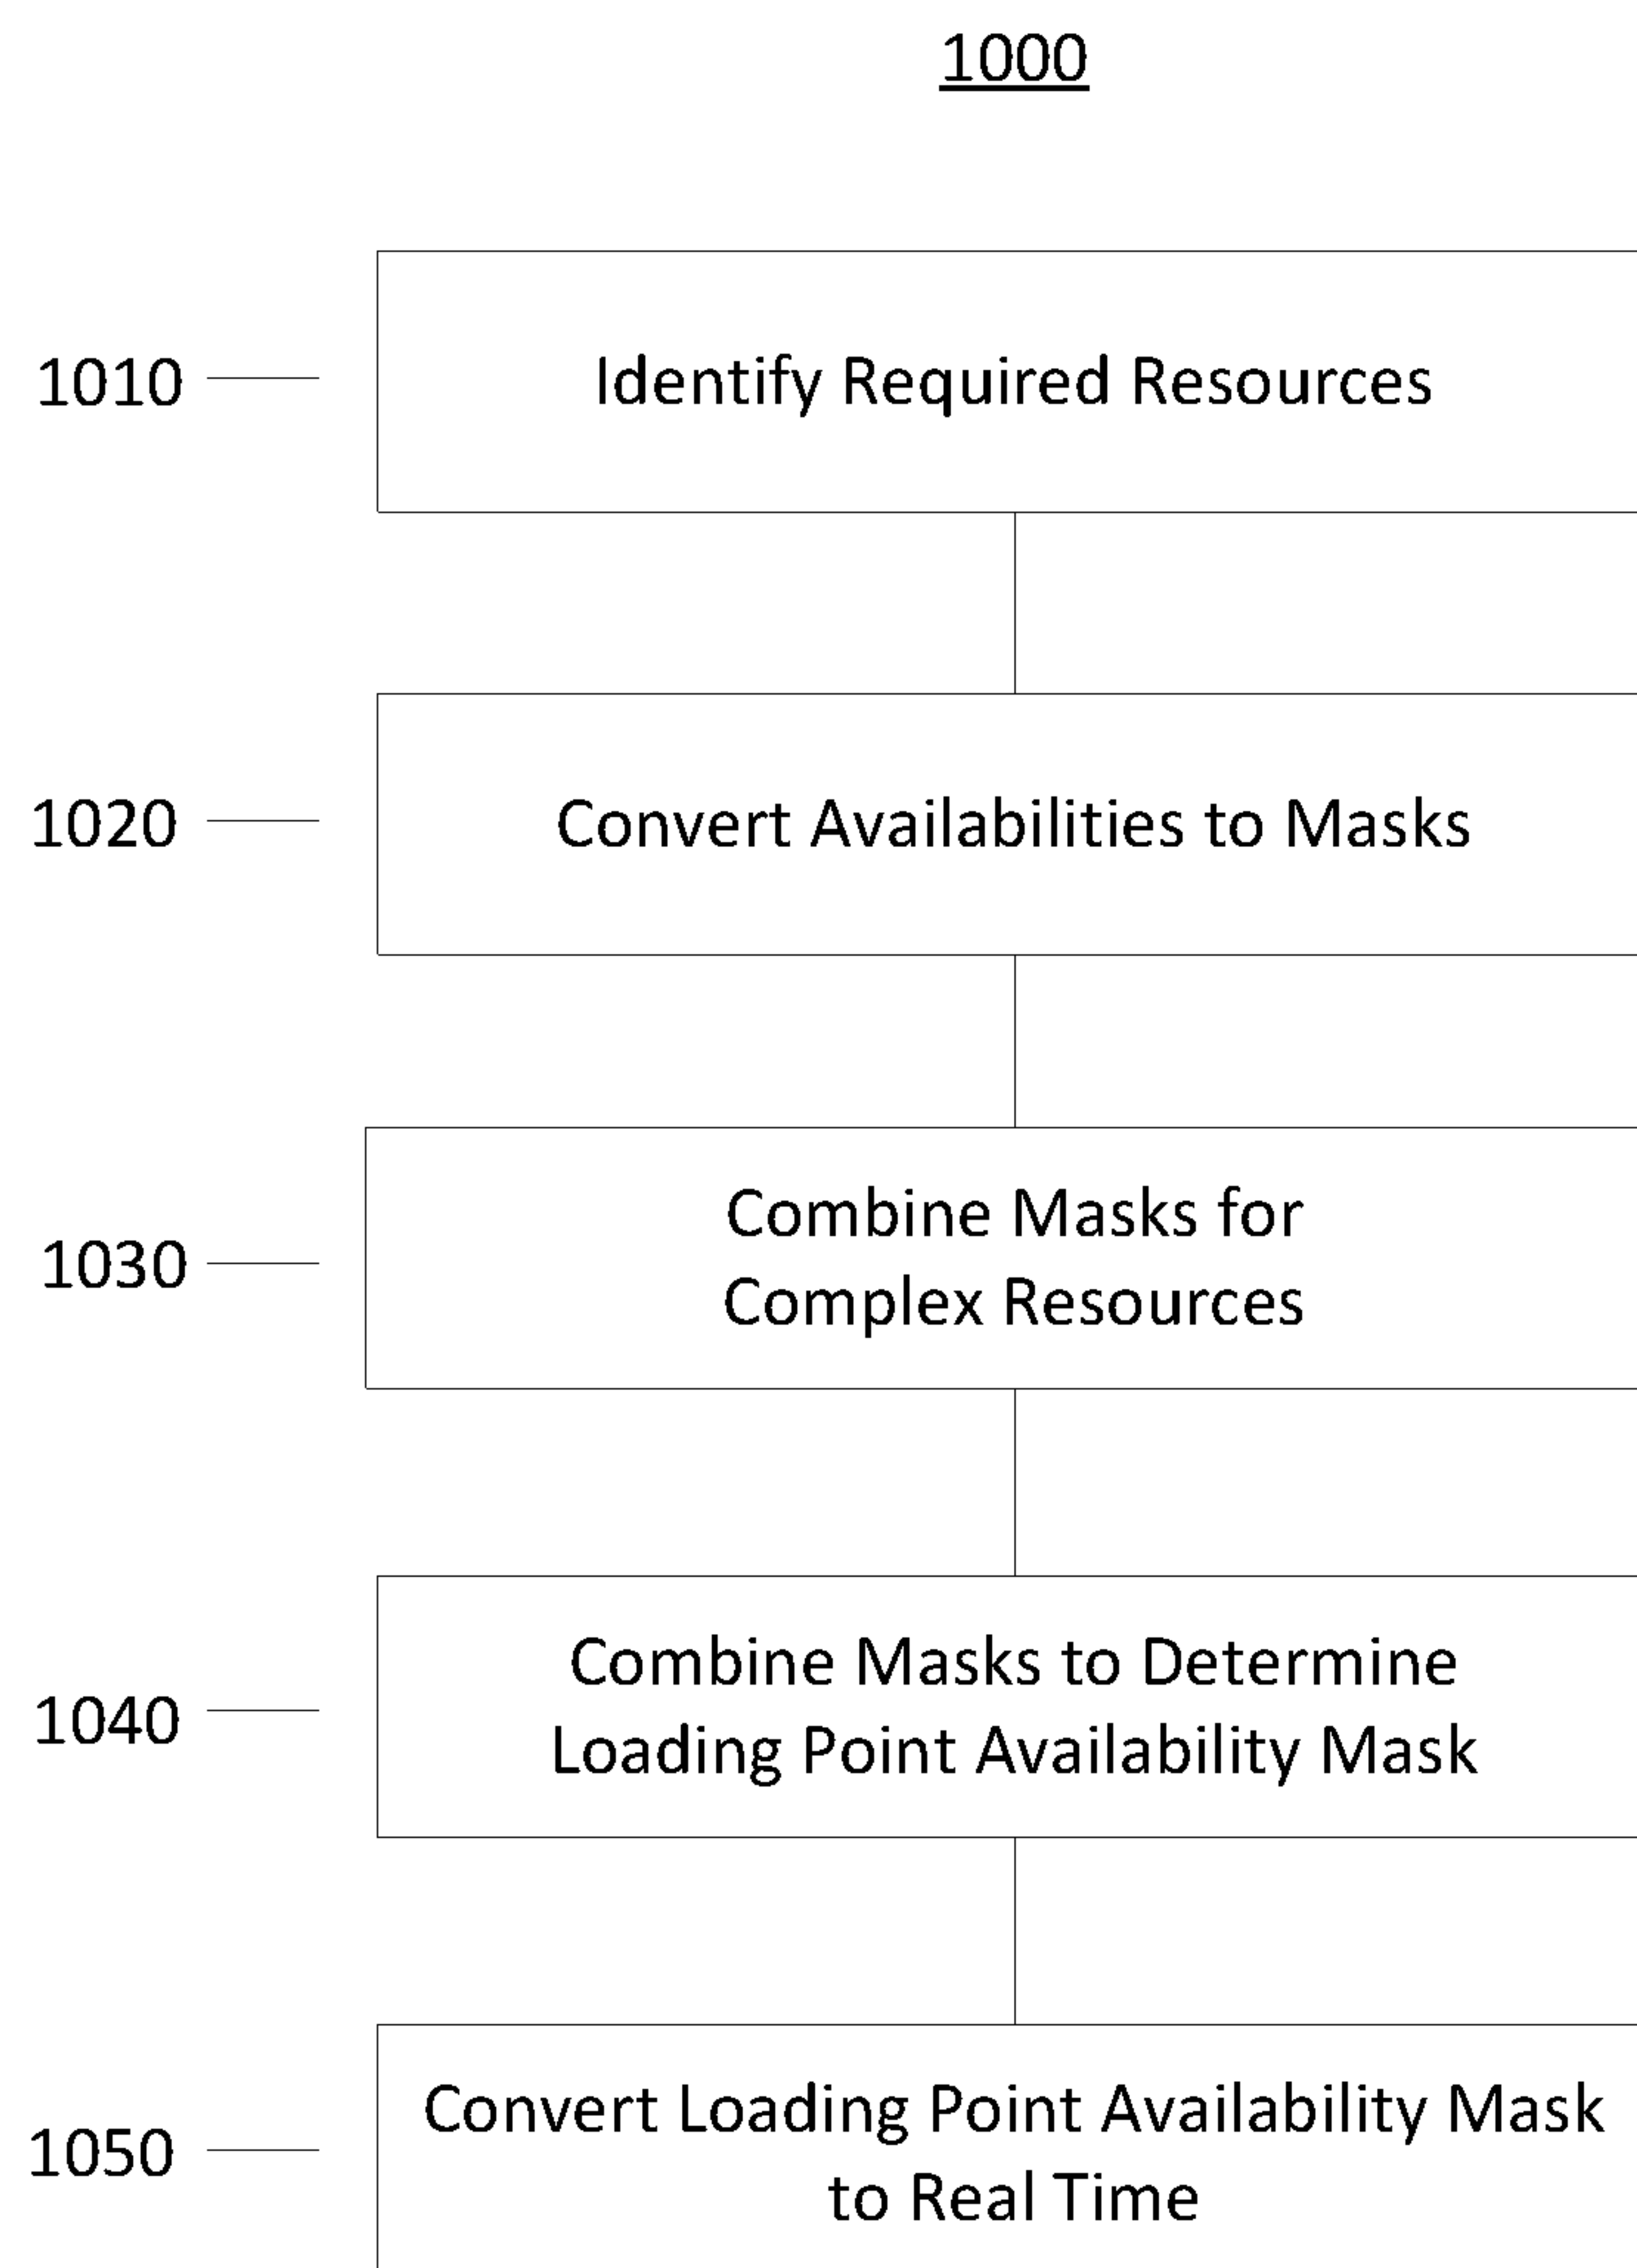 1000
1010
Identify Required Resources
1020
Convert Availabilities to Masks
1030
Combine Masks for
Complex Resources
1040
Combine Masks to Determine
Loading Point Availability Mask
1050
Convert Loading Point Availability Mask
to Real Time